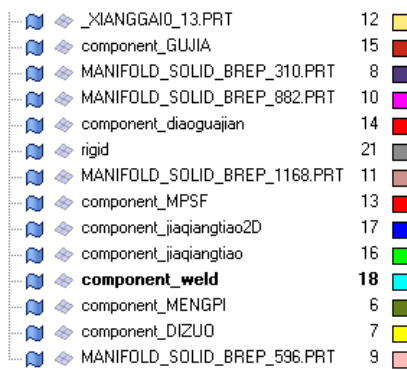 _XIANGGAI0_13.PRT 12
component_GUJIA 15
MANIFOLD_SOLID_BREP_310.PRT 8
MANIFOLD_SOLID_BREP_882.PRT 10
component_diaoguajian 14
rigid 21
MANIFOLD_SOLID_BREP_1168.PRT 11
component_MPSF 13
component_jiaqiangtiao2D 17
component_jiaqiangtiao 16
component_weld 18
component_MENGPI 6
component_DIZUO 7
MANIFOLD_SOLID_BREP_596.PRT 9